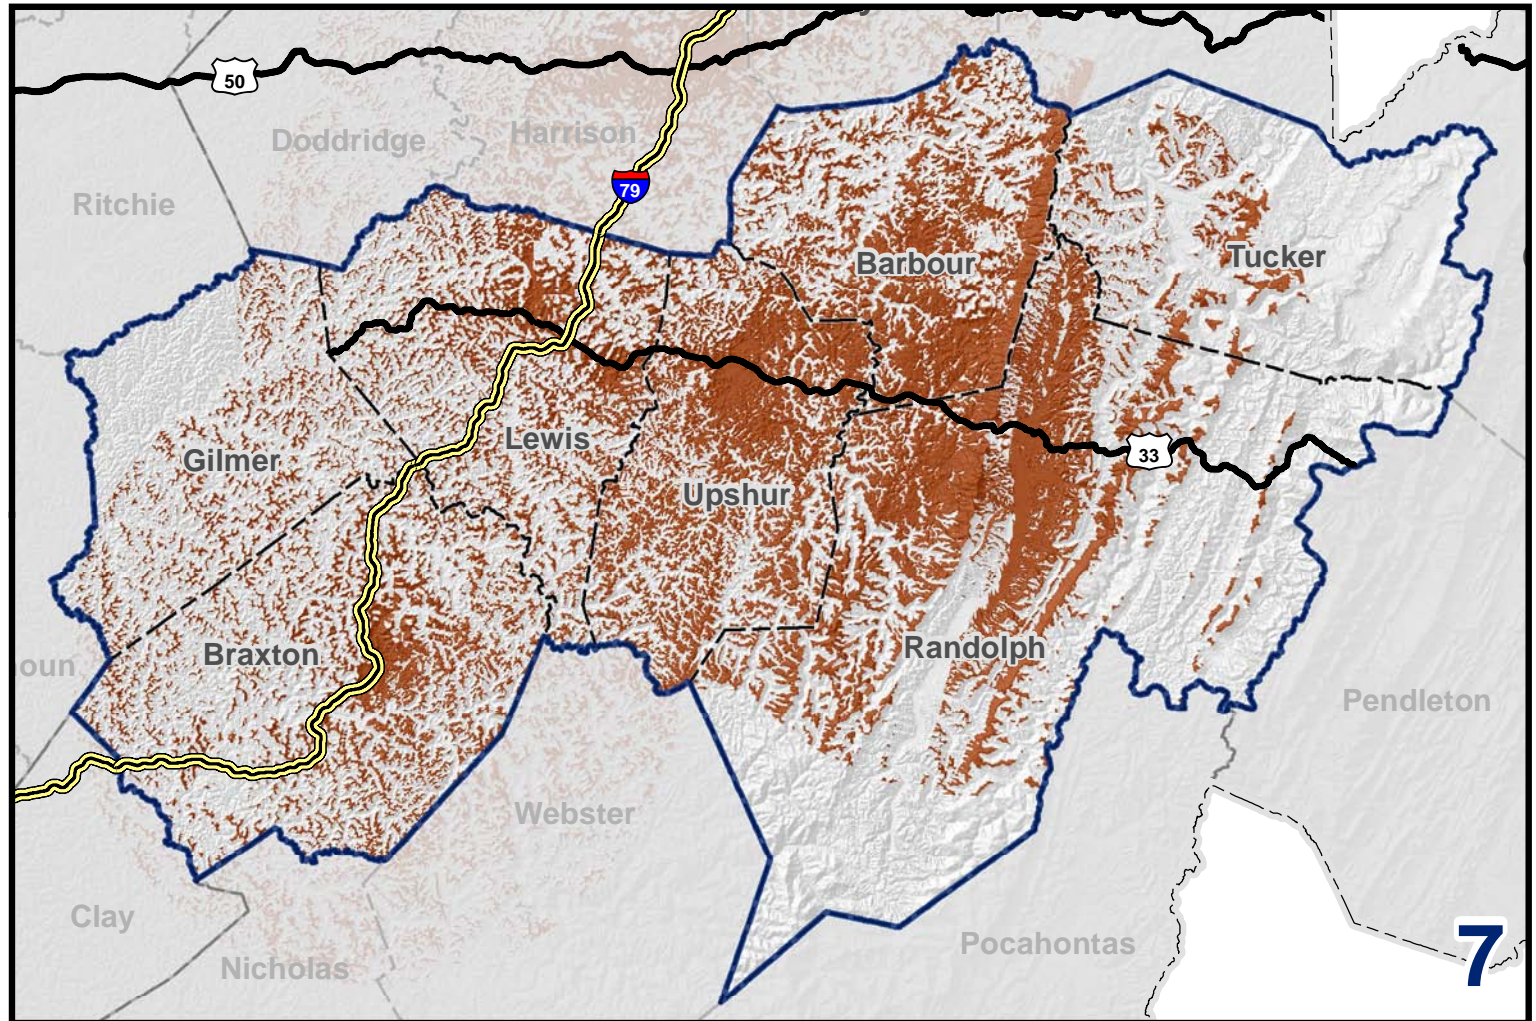 50
Doddridge
Harrison
79
Ritchie
Barbour
Tucker
Lewis
Gilmer
33
Upshur
Braxton
oun
Randolph
Pendleton
Webster
Clay
Pocahontas
7
Nicholas